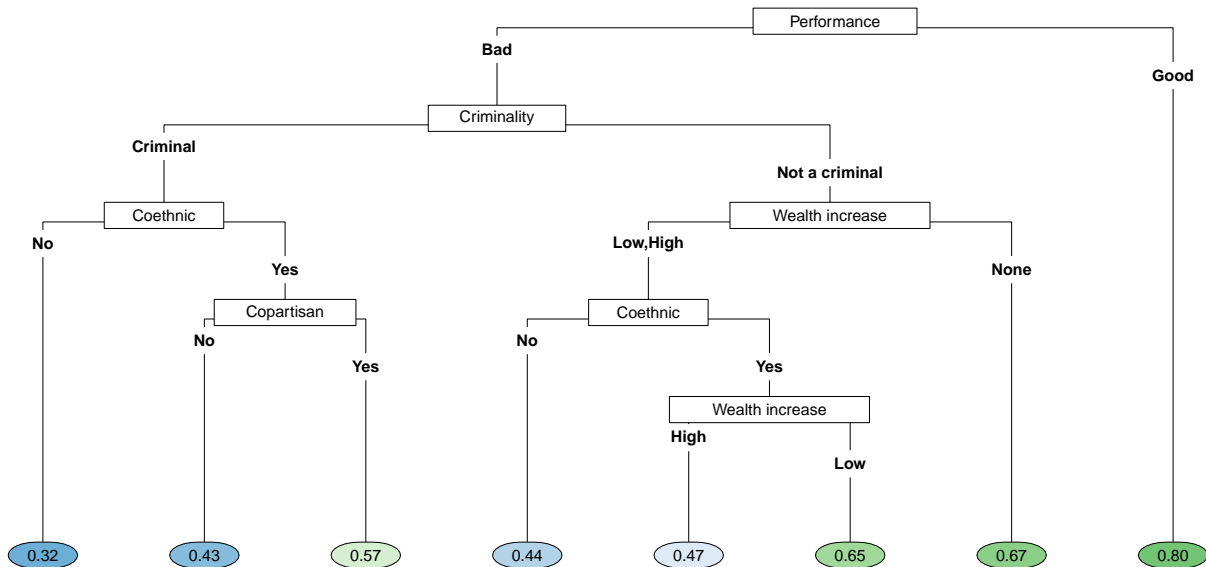 Performance
Bad
Good
Criminality
Criminal
Not a criminal
Coethnic
Wealth increase
No
Low,High
Yes
None
Copartisan
Coethnic
No
No
Yes
Yes
Wealth increase
High
Low
0.32
0.43
0.57
0.44
0.47
0.65
0.67
0.80